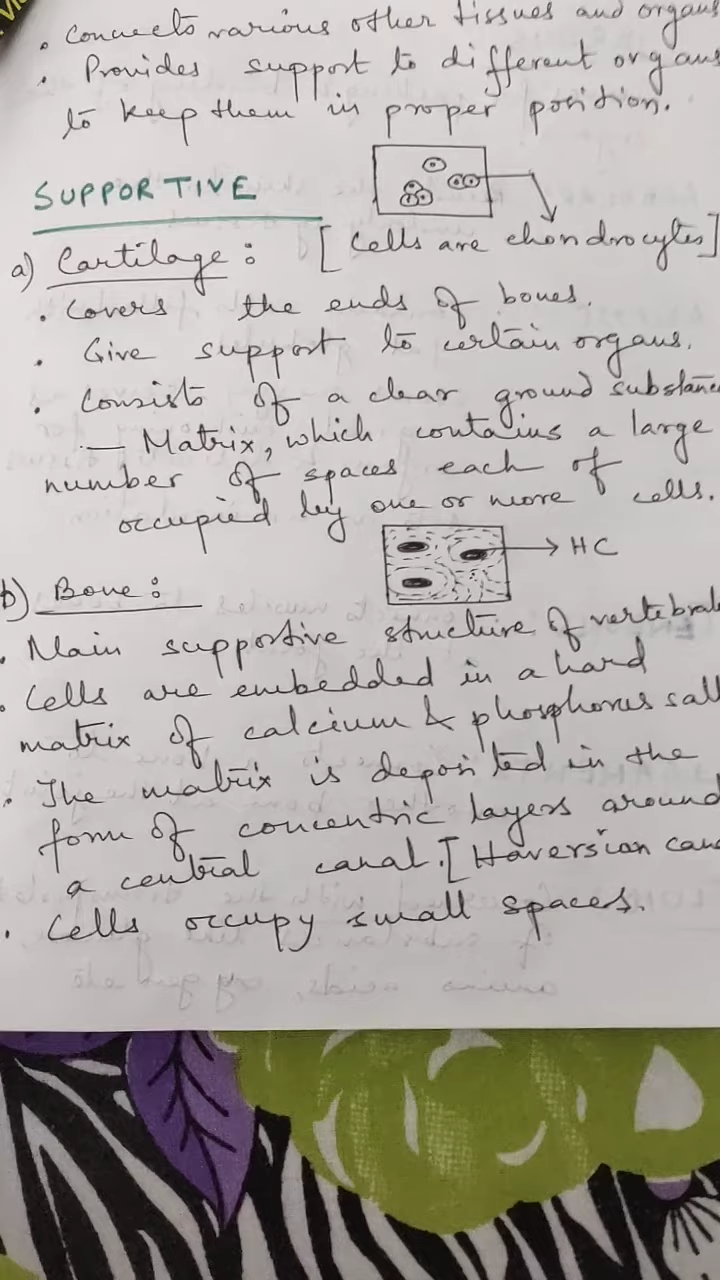 . Connects various other tissues and organs
. Provides support to different organs
to keep them in proper position.
SUPPORTIVE
a) Cartilage : [ Cells are chondrocytes]
. Covers the ends of bones.
. Give support to certain organs.
. Consists of a clear ground substance
— Matrix, which contains a large
number of spaces each of
occupied by one or more cells.
→ HC
b) Bone :
. Main supportive structure of vertebrate
. Cells are embedded in a hard
matrix of calcium & phosphorus salt
. The matrix is deposited in the
form of concentric layers around
a central canal. [ Haversian cana
. Cells occupy small spaces.